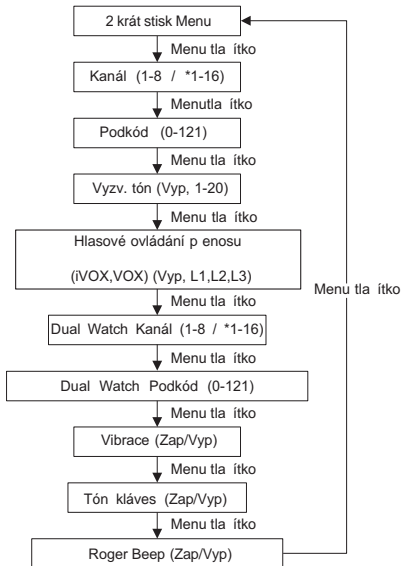 2 krát stisk Menu
Menu tla ítko
Kanál (1-8 / *1-16)
Menutla ítko
Podkód (0-121)
Menu tla ítko
Vyzv. tón (Vyp, 1-20)
Menu tla ítko
Hlasové ovládání p enosu
(iVOX,VOX) (Vyp, L1,L2,L3)
Menu tla ítko
Menu tla ítko
Dual Watch Kanál (1-8 / *1-16)
Menu tla ítko
Dual Watch Podkód (0-121)
Menu tla ítko
Vibrace (Zap/Vyp)
Menu tla ítko
Tón kláves (Zap/Vyp)
Menu tla ítko
Roger Beep (Zap/Vyp)